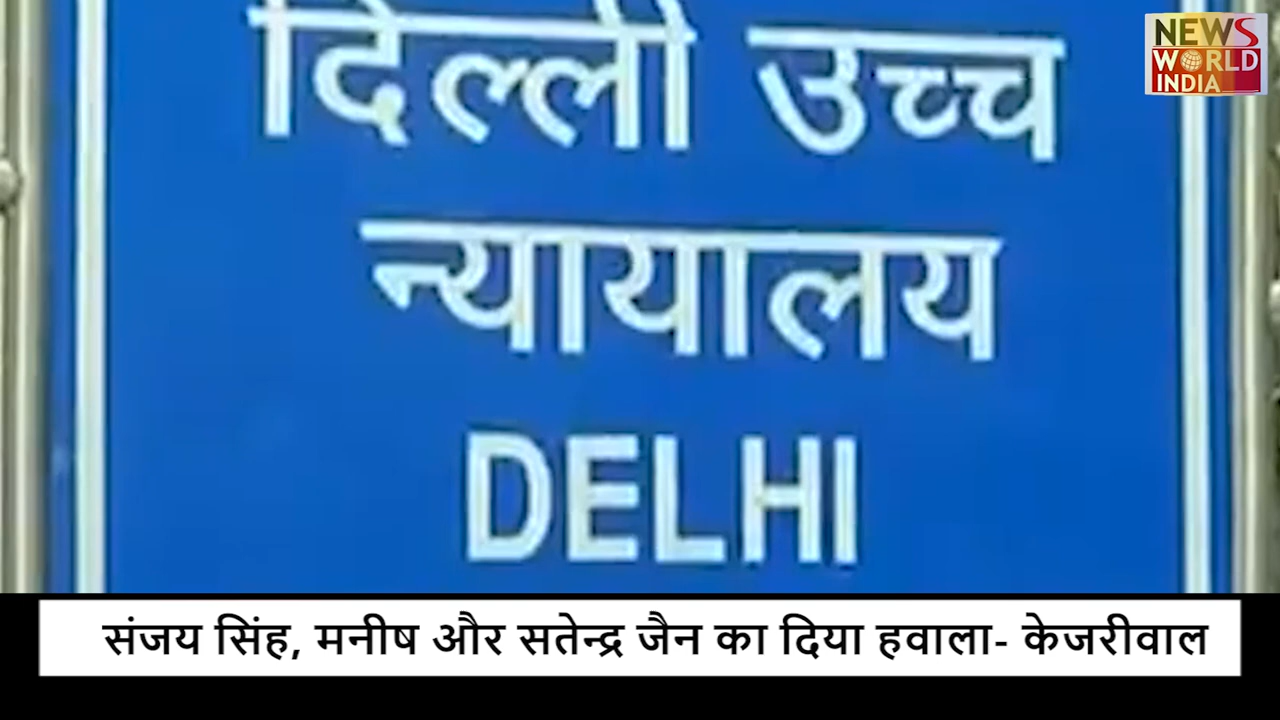 NEWS
WORLD
INDIA
दिल्ली उच्च
न्यायालय
DELHI
संजय सिंह, मनीष और सतेन्द्र जैन का दिया हवाला- केजरीवाल